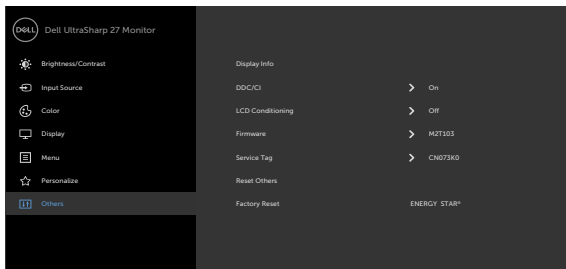 DELL Dell UltraSharp 27 Monitor
Brightness/Contrast
Input Source
Color
Display
Menu
Personalize
Others
Display Info
DDC/CI On
LCD Conditioning Off
Firmware M2T103
Service Tag CN073K0
Reset Others
Factory Reset ENERGY STAR®